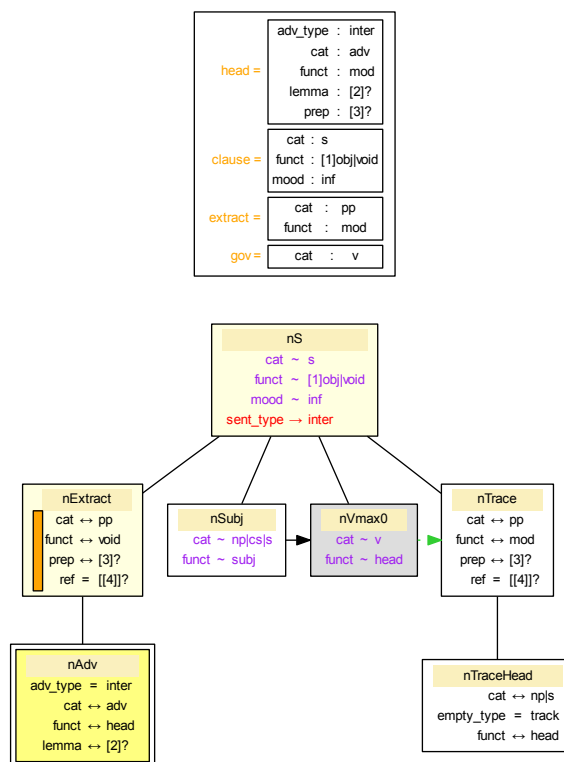 head =
adv_type : inter
cat : adv
funct : mod
lemma : [2]?
prep : [3]?
clause =
cat : s
funct : [1]obj|void
mood : inf
extract =
cat : pp
funct : mod
gov =
cat : v
nS
cat ~ s
funct ~ [1]obj|void
mood ~ inf
sent_type → inter
nExtract
cat ↔ pp
funct ↔ void
prep ↔ [3]?
ref = [[4]]?
nSubj
cat ~ np|cs|s
funct ~ subj
nVmax0
cat ~ v
funct ~ head
nTrace
cat ↔ pp
funct ↔ mod
prep ↔ [3]?
ref = [[4]]?
nAdv
adv_type = inter
cat ↔ adv
funct ↔ head
lemma ↔ [2]?
nTraceHead
cat ↔ np|s
empty_type = track
funct ↔ head